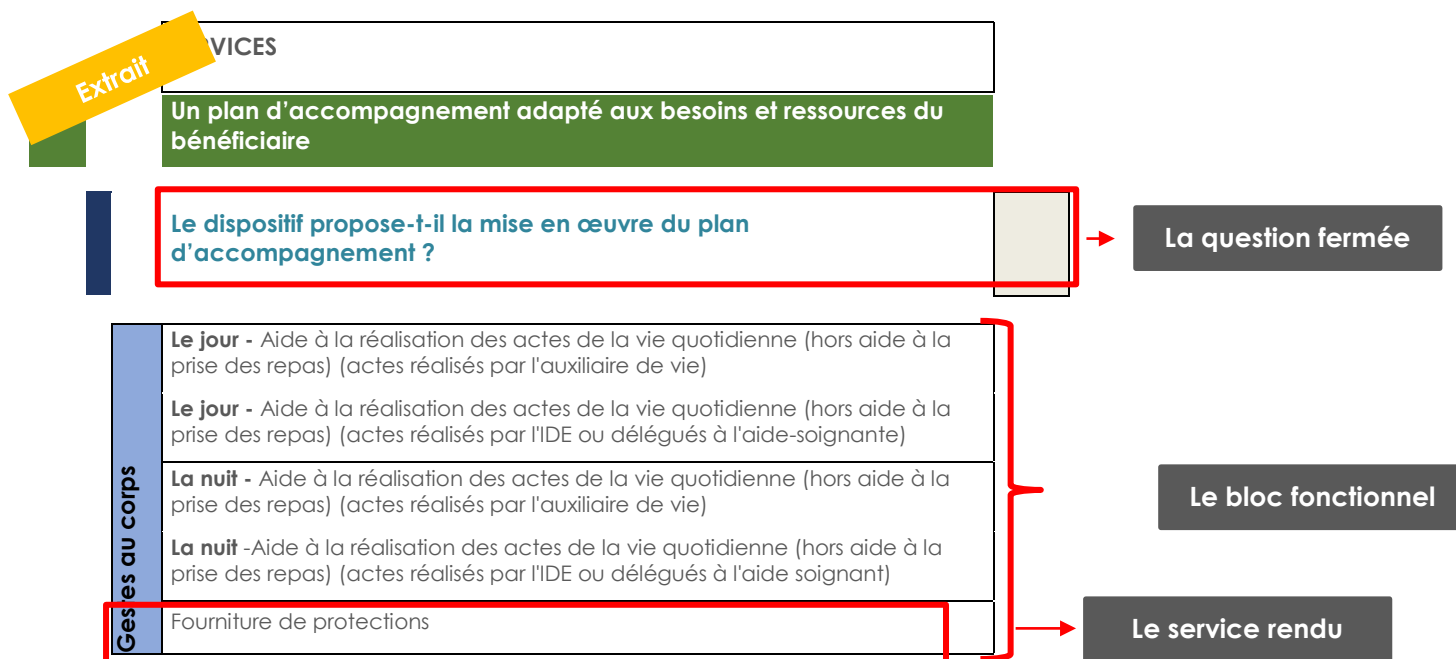 Extrait
VICES
Un plan d'accompagnement adapté aux besoins et ressources du
bénéficiaire
Le dispositif propose-t-il la mise en œuvre du plan
d'accompagnement ?
La question fermée
Gestes au corps
Le jour - Aide à la réalisation des actes de la vie quotidienne (hors aide à la
prise des repas) (actes réalisés par l'auxiliaire de vie)
Le jour - Aide à la réalisation des actes de la vie quotidienne (hors aide à la
prise des repas) (actes réalisés par l'IDE ou délégués à l'aide-soignante)
La nuit - Aide à la réalisation des actes de la vie quotidienne (hors aide à la
prise des repas) (actes réalisés par l'auxiliaire de vie)
La nuit -Aide à la réalisation des actes de la vie quotidienne (hors aide à la
prise des repas) (actes réalisés par l'IDE ou délégués à l'aide soignant)
Le bloc fonctionnel
Fourniture de protections
Le service rendu